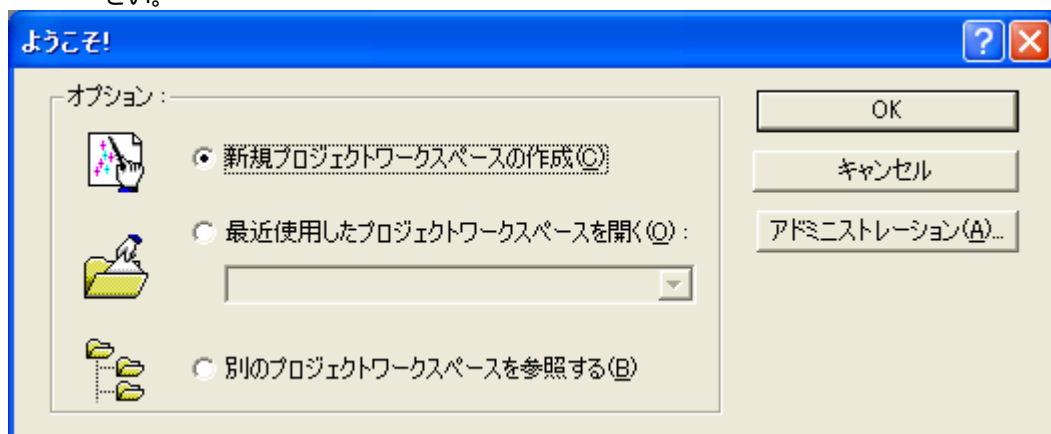 さい。
ようこそ!
オプション :
新規プロジェクトワークスペースの作成(C)
最近使用したプロジェクトワークスペースを開く(O) :
別のプロジェクトワークスペースを参照する(B)
OK
キャンセル
アドミニストレーション(A)...